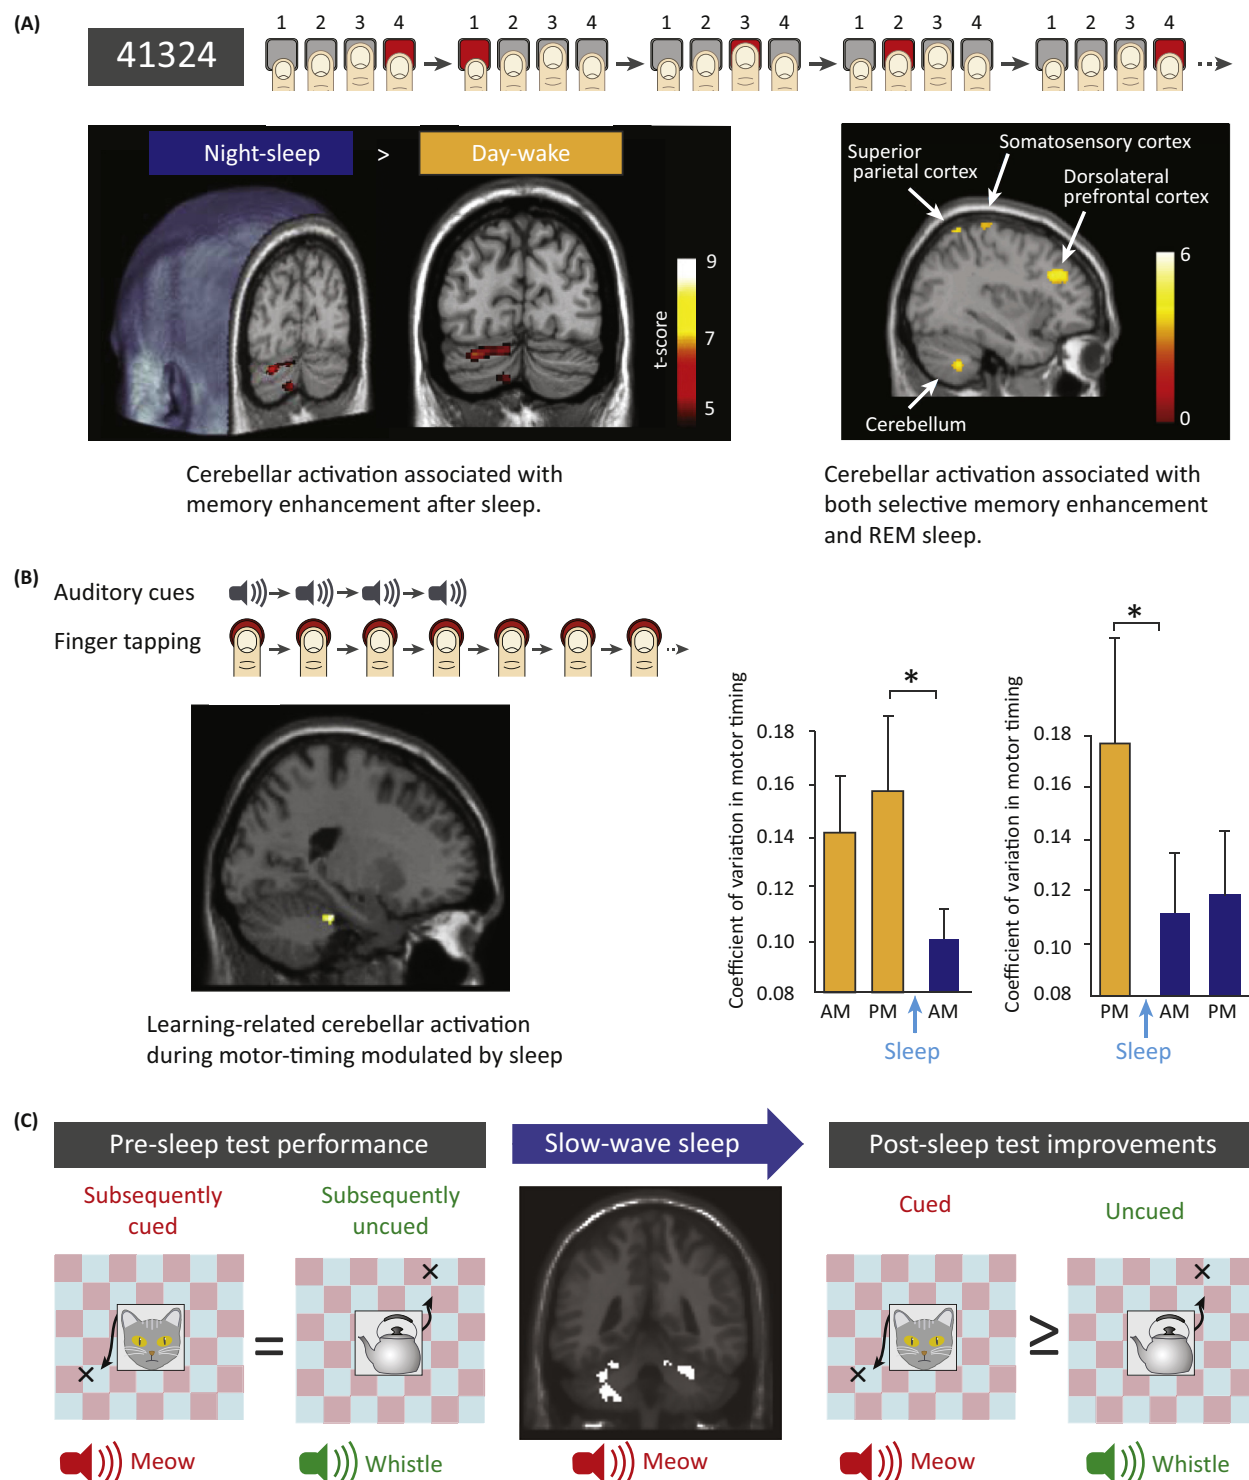 (A)
1 2 3 4 1 2 3 4 1 2 3 4 1 2 3 4 1 2 3 4
41324
Night-sleep > Day-wake
9
7
5
t-score
Superior
parietal cortex
Somatosensory cortex
Dorsolateral
prefrontal cortex
Cerebellum
6
0
Cerebellar activation associated with
memory enhancement after sleep.
Cerebellar activation associated with
both selective memory enhancement
and REM sleep.
(B)
Auditory cues
Finger tapping
Learning-related cerebellar activation
during motor-timing modulated by sleep
Coefficient of variation in motor timing
0.18
0.16
0.14
0.12
0.10
0.08
*
AM PM AM
Sleep
Coefficient of variation in motor timing
0.18
0.16
0.14
0.12
0.10
0.08
*
PM AM PM
Sleep
(C)
Pre-sleep test performance
Slow-wave sleep
Post-sleep test improvements
Subsequently
cued
Subsequently
uncued
Cued
Uncued
=
≥
Meow
Whistle
Meow
Meow
Whistle